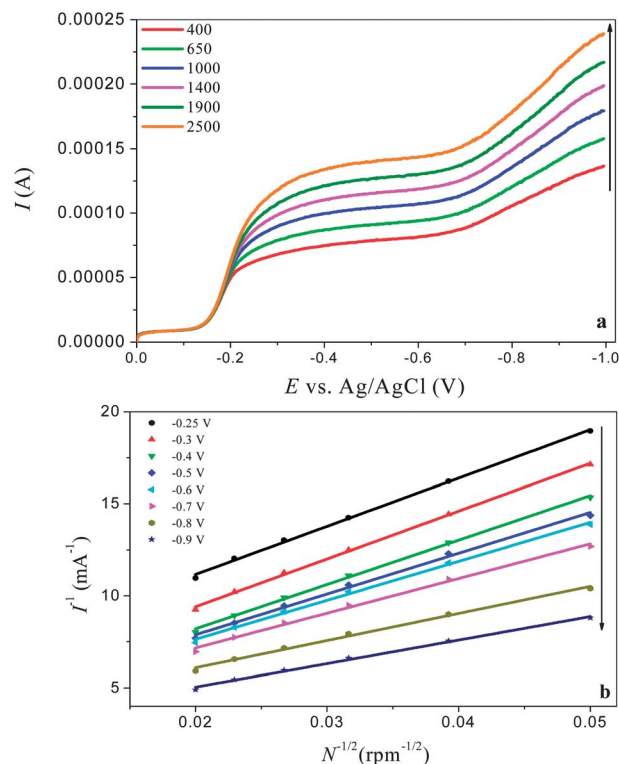 0.00025
0.00020
0.00015
0.00010
0.00005
0.00000
I (A)
400
650
1000
1400
1900
2500
a
0.0 -0.2 -0.4 -0.6 -0.8 -1.0
E vs. Ag/AgCl (V)
20
15
10
5
I⁻¹ (mA⁻¹)
-0.25 V
-0.3 V
-0.4 V
-0.5 V
-0.6 V
-0.7 V
-0.8 V
-0.9 V
b
0.02 0.03 0.04 0.05
N⁻¹/² (rpm⁻¹/²)